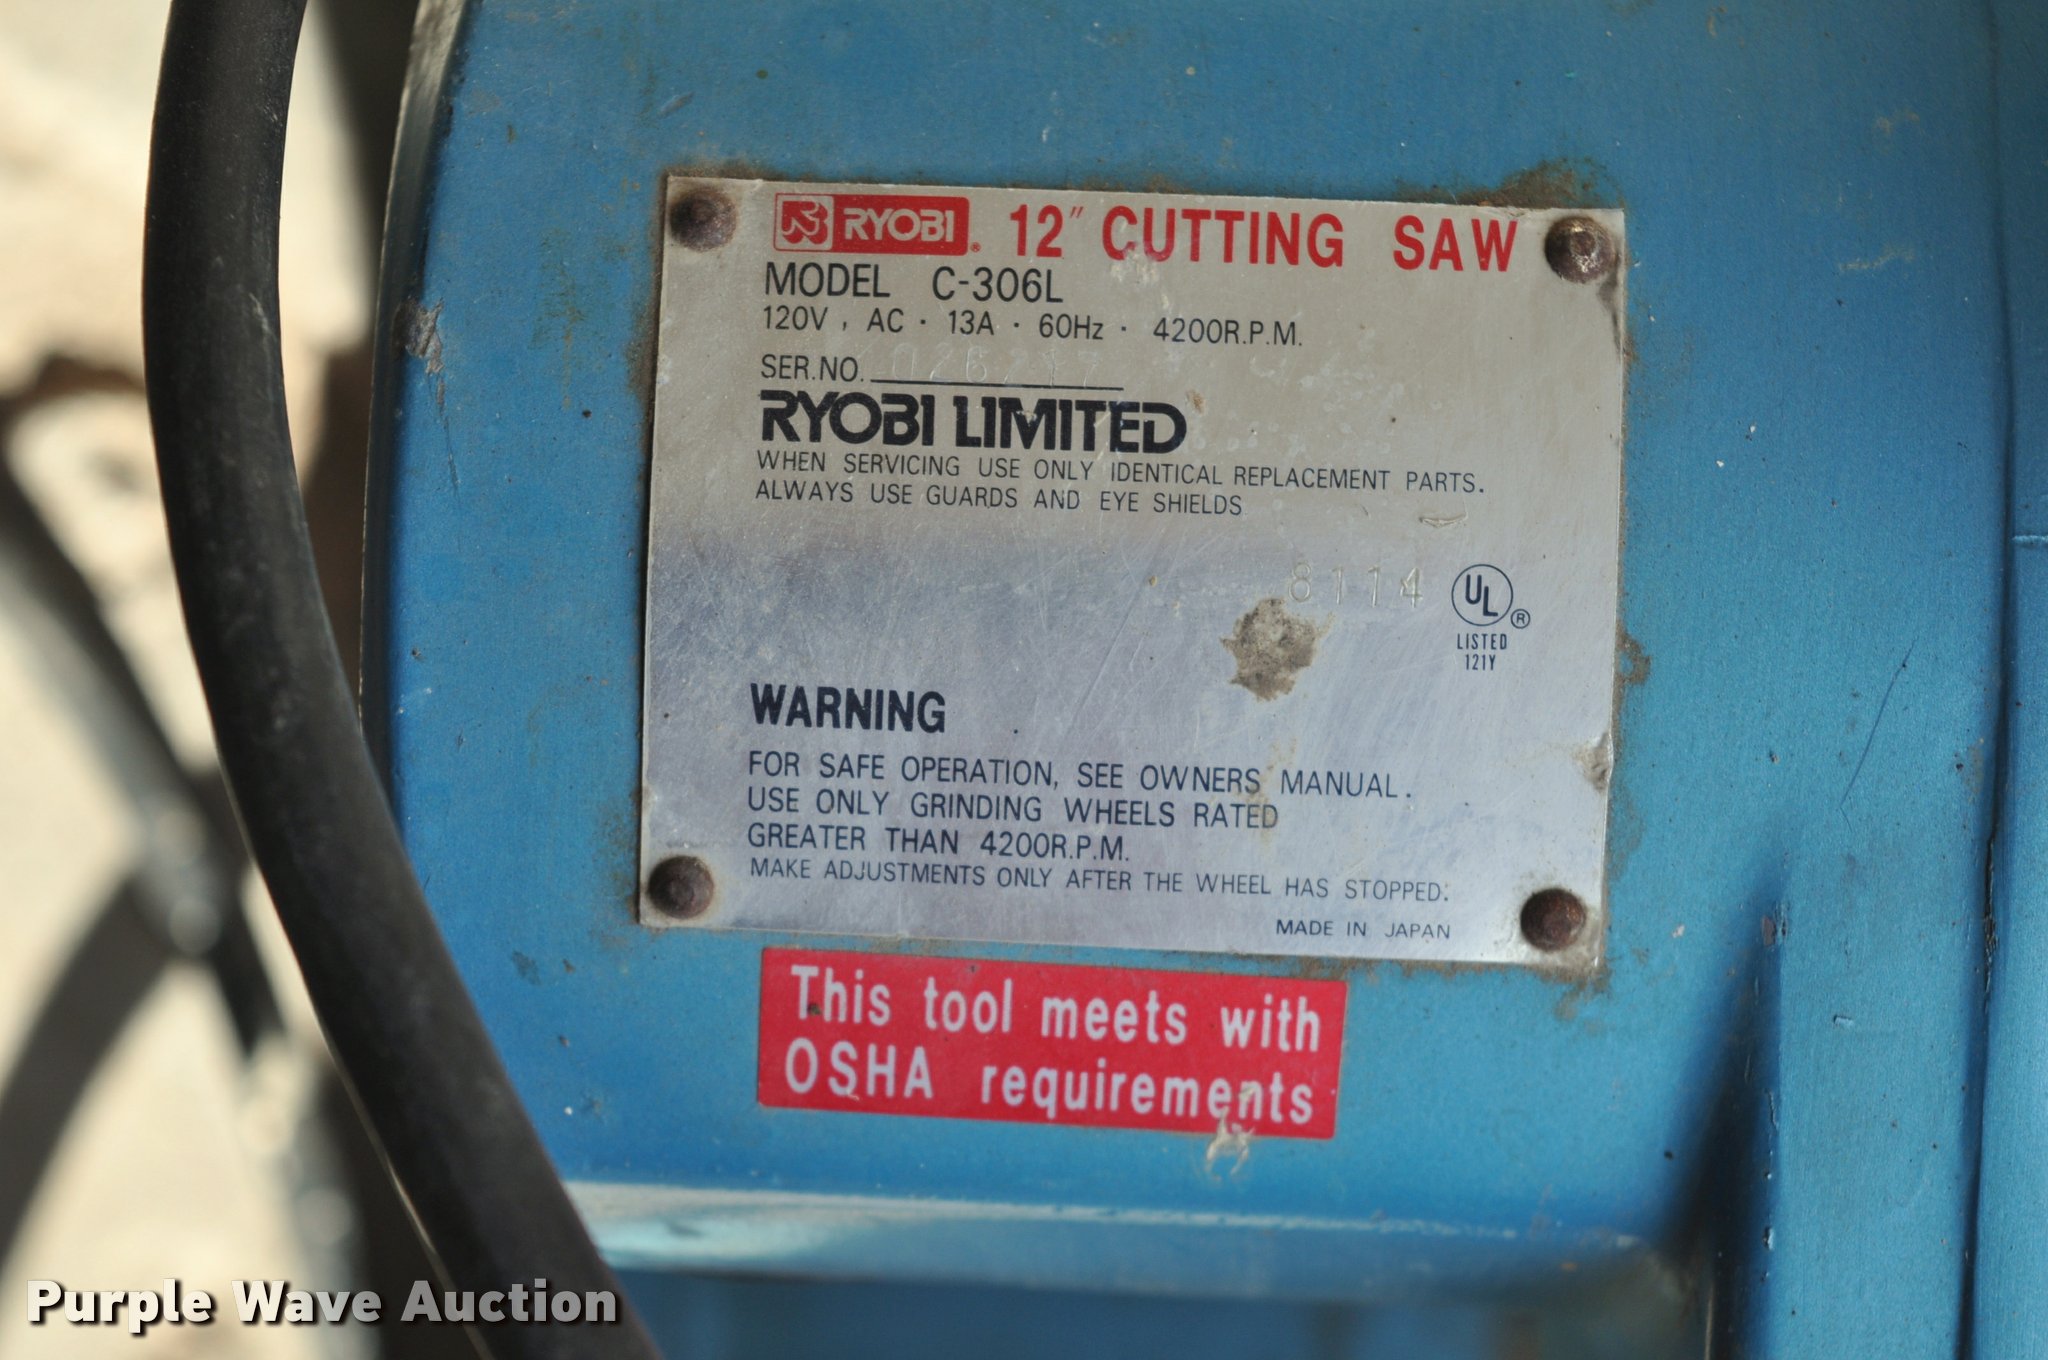 RYOBI® 12" CUTTING SAW
MODEL C-306L
120V, AC · 13A · 60Hz · 4200R.P.M.
SER.NO. 026217
RYOBI LIMITED
WHEN SERVICING USE ONLY IDENTICAL REPLACEMENT PARTS.
ALWAYS USE GUARDS AND EYE SHIELDS
8114
UL®
LISTED
121Y
WARNING
FOR SAFE OPERATION, SEE OWNERS MANUAL.
USE ONLY GRINDING WHEELS RATED
GREATER THAN 4200R.P.M.
MAKE ADJUSTMENTS ONLY AFTER THE WHEEL HAS STOPPED.
MADE IN JAPAN
This tool meets with
OSHA requirements
Purple Wave Auction